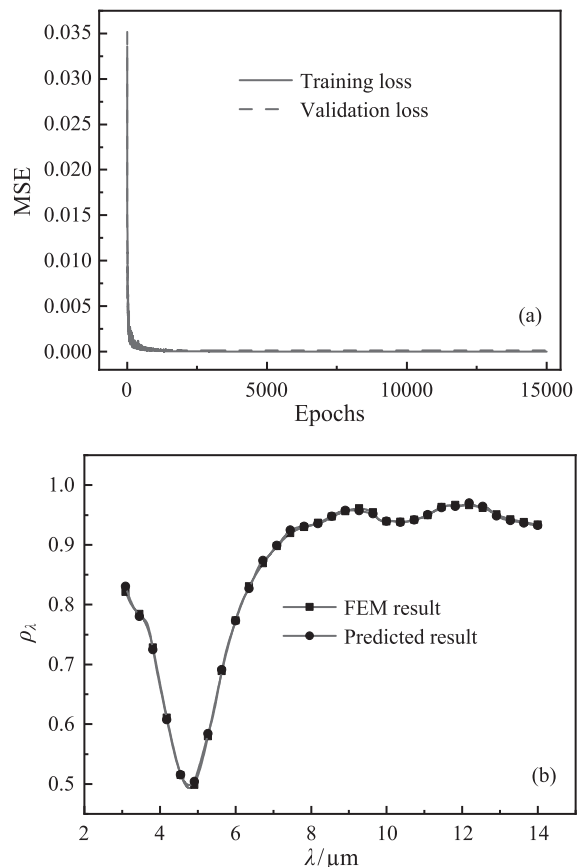 0.035
0.030
0.025
0.020
0.015
0.010
0.005
0.000
MSE
Training loss
Validation loss
(a)
0 5000 10000 15000
Epochs
1.0
0.9
0.8
0.7
0.6
0.5
ρλ
FEM result
Predicted result
(b)
2 4 6 8 10 12 14
λ/μm